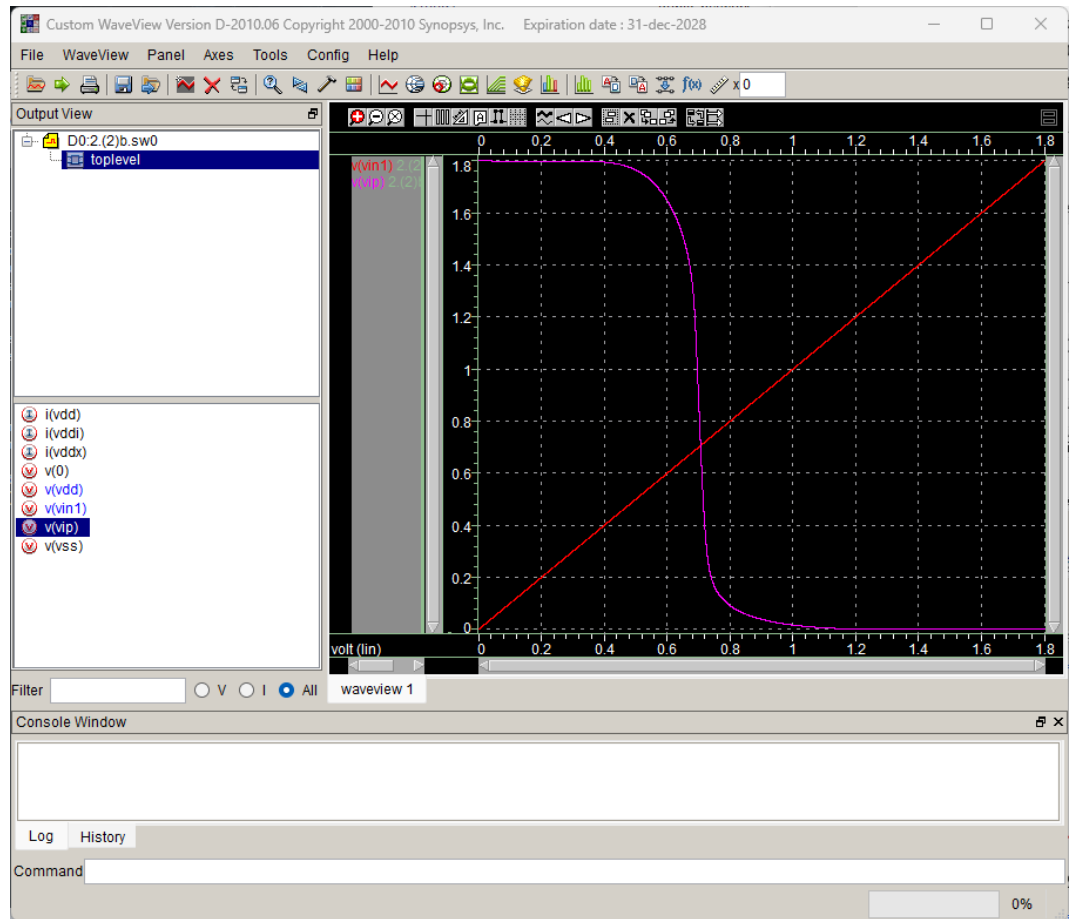 Custom WaveView Version D-2010.06 Copyright 2000-2010 Synopsys, Inc. Expiration date : 31-dec-2028
File WaveView Panel Axes Tools Config Help
f(x) x 0
Output View
D0:2.(2)b.sw0
toplevel
0 0.2 0.4 0.6 0.8 1 1.2 1.4 1.6 1.8
v(vin1) 2.(2
v(vip) 2.(2)
1.8
1.6
1.4
1.2
1
0.8
0.6
0.4
0.2
0
volt (lin) 0 0.2 0.4 0.6 0.8 1 1.2 1.4 1.6 1.8
i(vdd)
i(vddi)
i(vddx)
v(0)
v(vdd)
v(vin1)
v(vip)
v(vss)
Filter V I All
waveview 1
Console Window
Log History
Command
0%